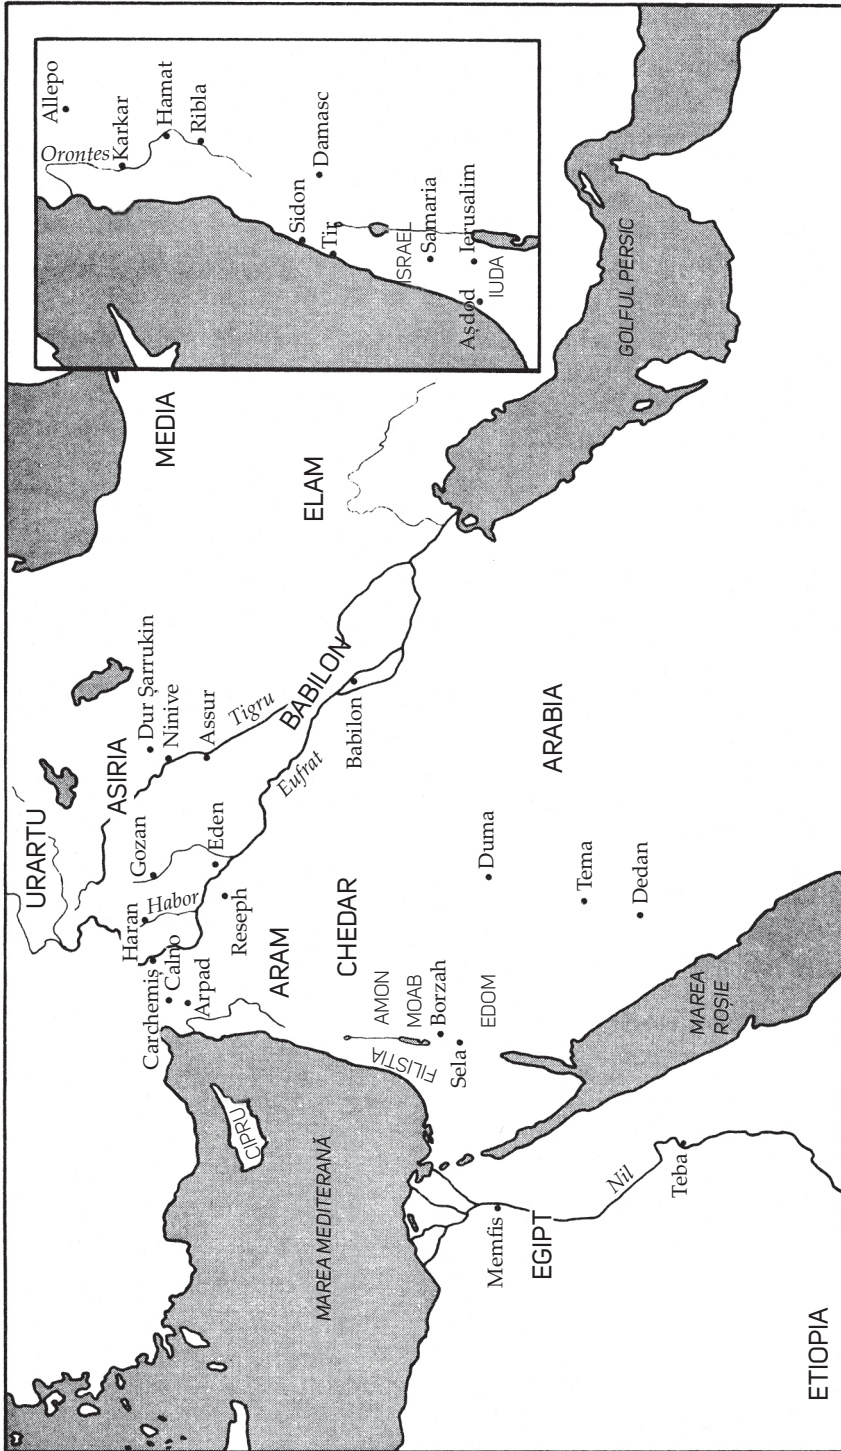 Allepo
Orontes
Karkar
Hamat
Ribla
Damasc
Sidon
Tir
ISRAEL
Samaria
Ierusalim
Așdod
IUDA
URARTU
ASIRIA
MEDIA
Dur Șarrukin
Ninive
Assur
Tigru
ELAM
Gozan
Eden
Haran
Habor
Eufrat
BABILON
Babilon
GOLFUL PERSIC
Carchemiș
Calno
Arpad
Reseph
ARAM
CHEDAR
AMON
MOAB
Borzah
EDOM
FILISTIA
Sela
Duma
ARABIA
Tema
Dedan
CIPRU
MAREA MEDITERANĂ
MAREA
ROȘIE
Memfis
EGIPT
Nil
Teba
ETIOPIA